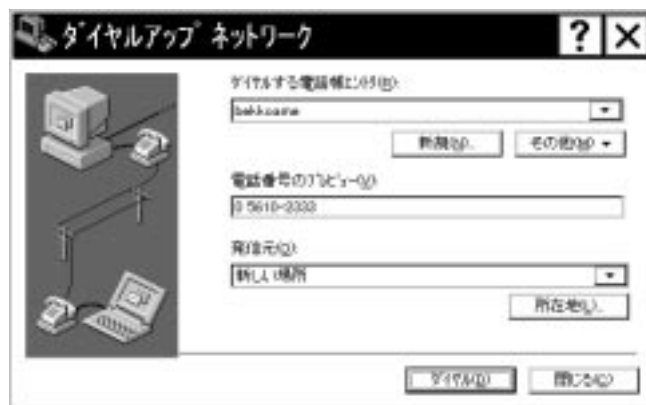 ダイヤルアップ ネットワーク
ダイヤルする電話帳エントリ(E):
bekkoame
新規(N)...
その他(M)
電話番号のプレビュー(V):
0 5610-3333
発信元(O):
新しい場所
所在地(L)...
ダイヤル(D)
閉じる(C)